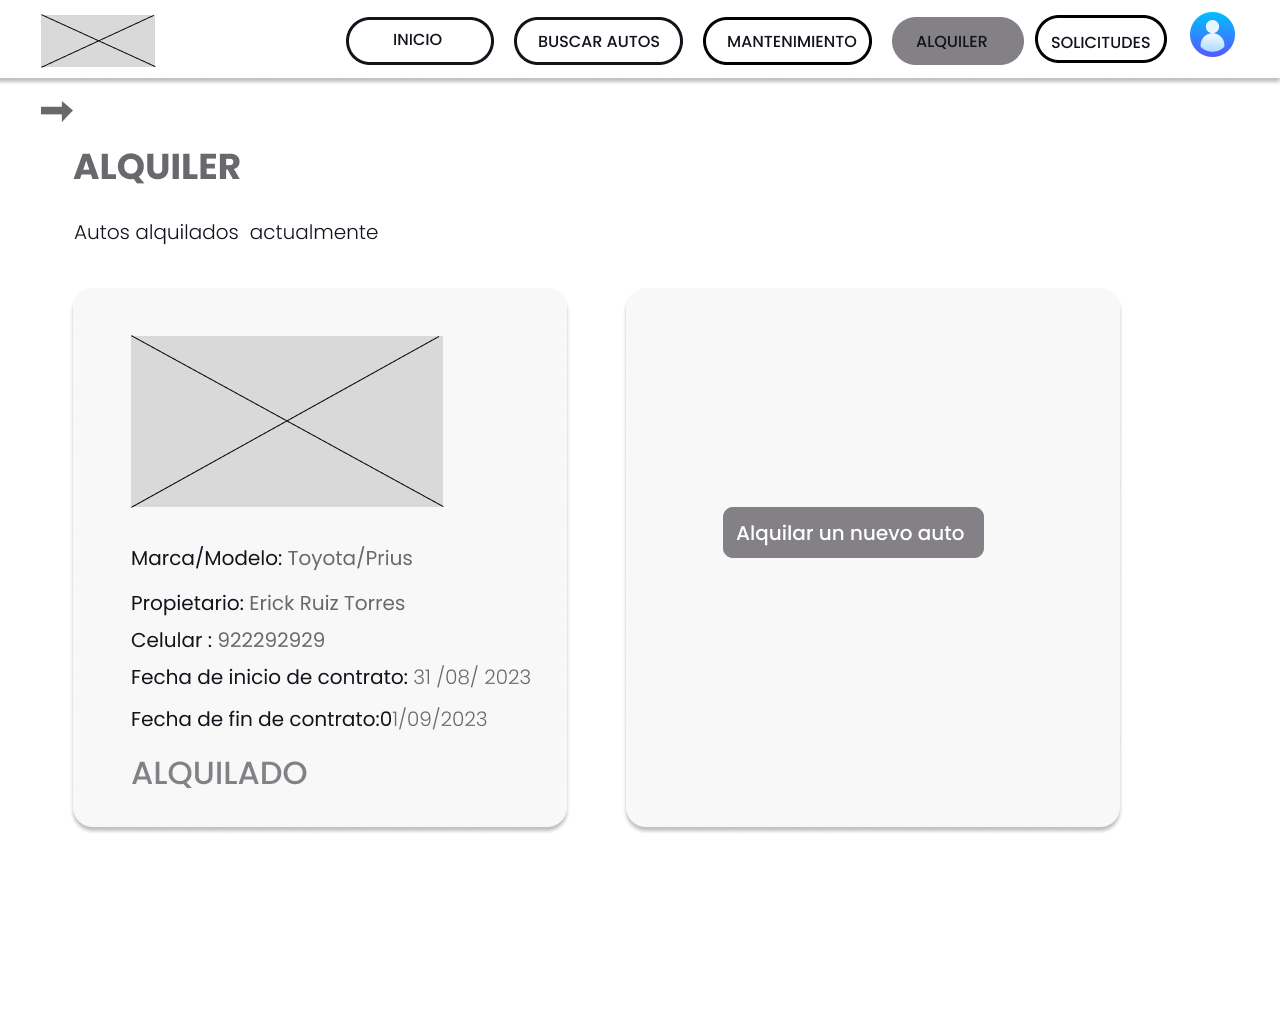 INICIO
BUSCAR AUTOS
MANTENIMIENTO
ALQUILER
SOLICITUDES
ALQUILER
Autos alquilados  actualmente
Marca/Modelo: Toyota/Prius
Propietario: Erick Ruiz Torres
Celular : 922292929
Fecha de inicio de contrato: 31 /08/ 2023
Fecha de fin de contrato:01/09/2023
ALQUILADO
Alquilar un nuevo auto